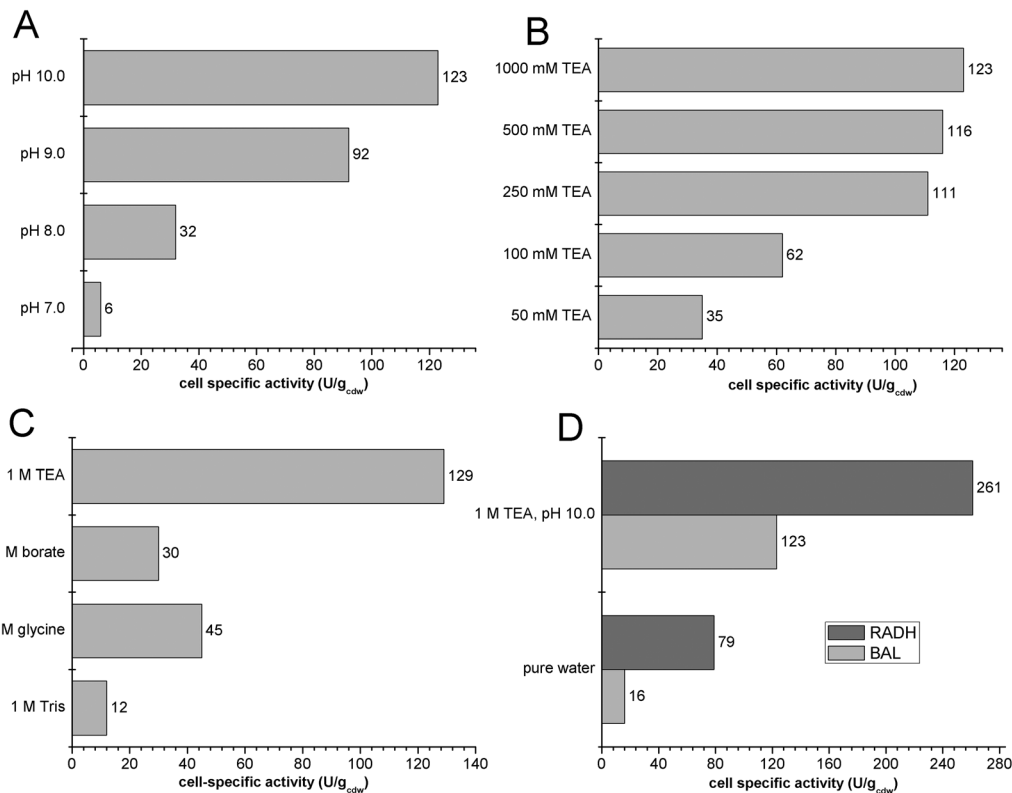 A
pH 10.0
123
pH 9.0
92
pH 8.0
32
pH 7.0
6
0 20 40 60 80 100 120
cell specific activity (U/gcdw)
B
1000 mM TEA
123
500 mM TEA
116
250 mM TEA
111
100 mM TEA
62
50 mM TEA
35
0 20 40 60 80 100 120
cell specific activity (U/gcdw)
C
1 M TEA
129
M borate
30
M glycine
45
1 M Tris
12
0 20 40 60 80 100 120 140
cell-specific activity (U/gcdw)
D
261
1 M TEA, pH 10.0
123
79
pure water
16
RADH
BAL
0 40 80 120 160 200 240 280
cell specific activity (U/gcdw)